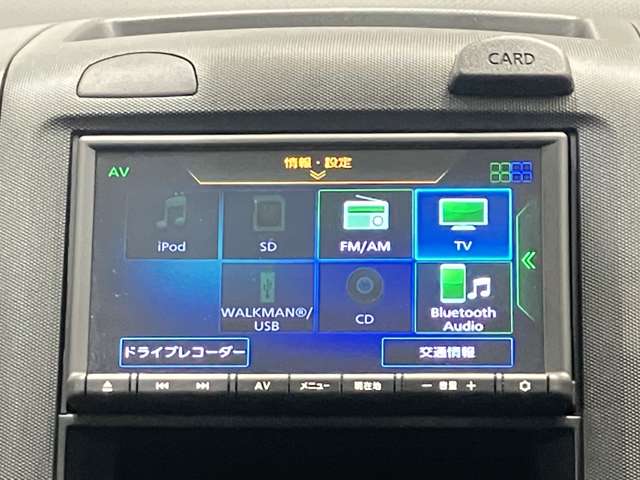 CARD
情報・設定
AV
iPod
SD
FM/AM
TV
WALKMAN®/
USB
CD
Bluetooth
Audio
ドライブレコーダー
交通情報
AV
メニュー
現在地
− 音量 +